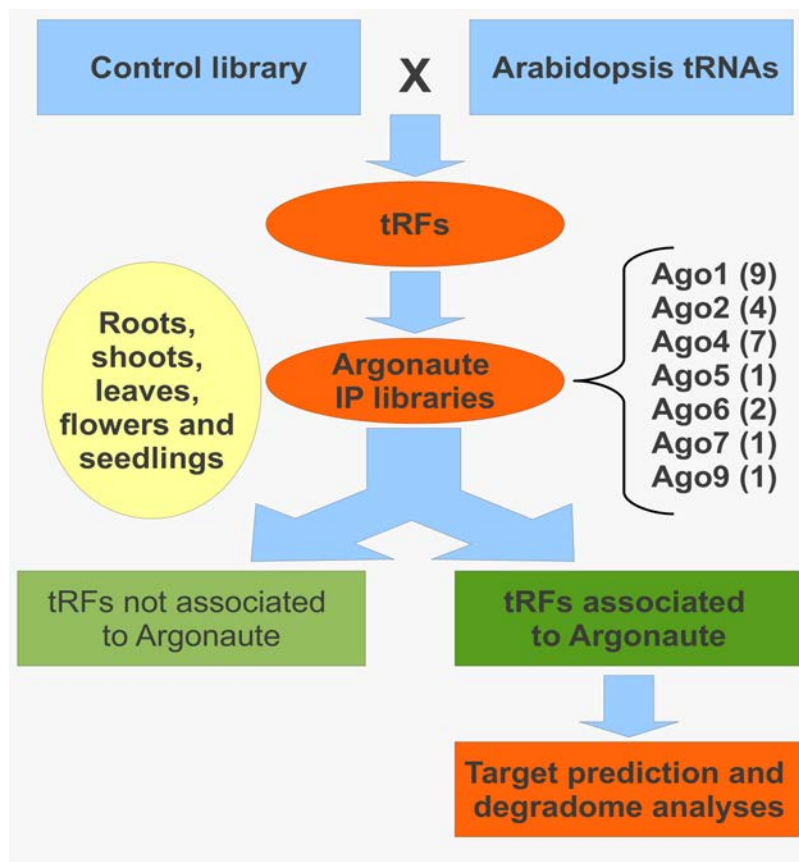 Control library
X
Arabidopsis tRNAs
tRFs
Roots,
shoots,
leaves,
flowers and
seedlings
Argonaute
IP libraries
Ago1 (9)
Ago2 (4)
Ago4 (7)
Ago5 (1)
Ago6 (2)
Ago7 (1)
Ago9 (1)
tRFs not associated
to Argonaute
tRFs associated
to Argonaute
Target prediction and
degradome analyses